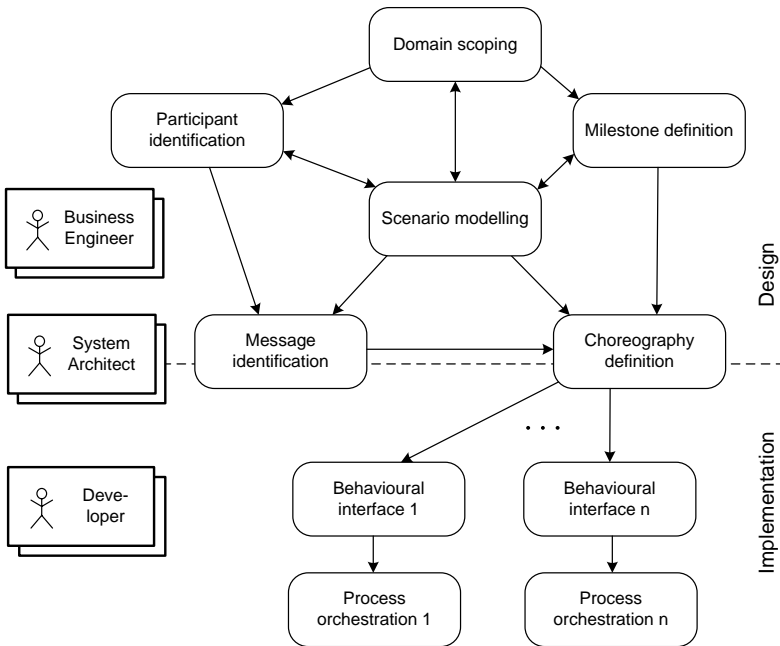 Domain scoping
Participant
identification
Milestone definition
Business
Engineer
Scenario modelling
Design
System
Architect
Message
identification
Choreography
definition
. . .
Deve-
loper
Behavioural
interface 1
Behavioural
interface n
Implementation
Process
orchestration 1
Process
orchestration n